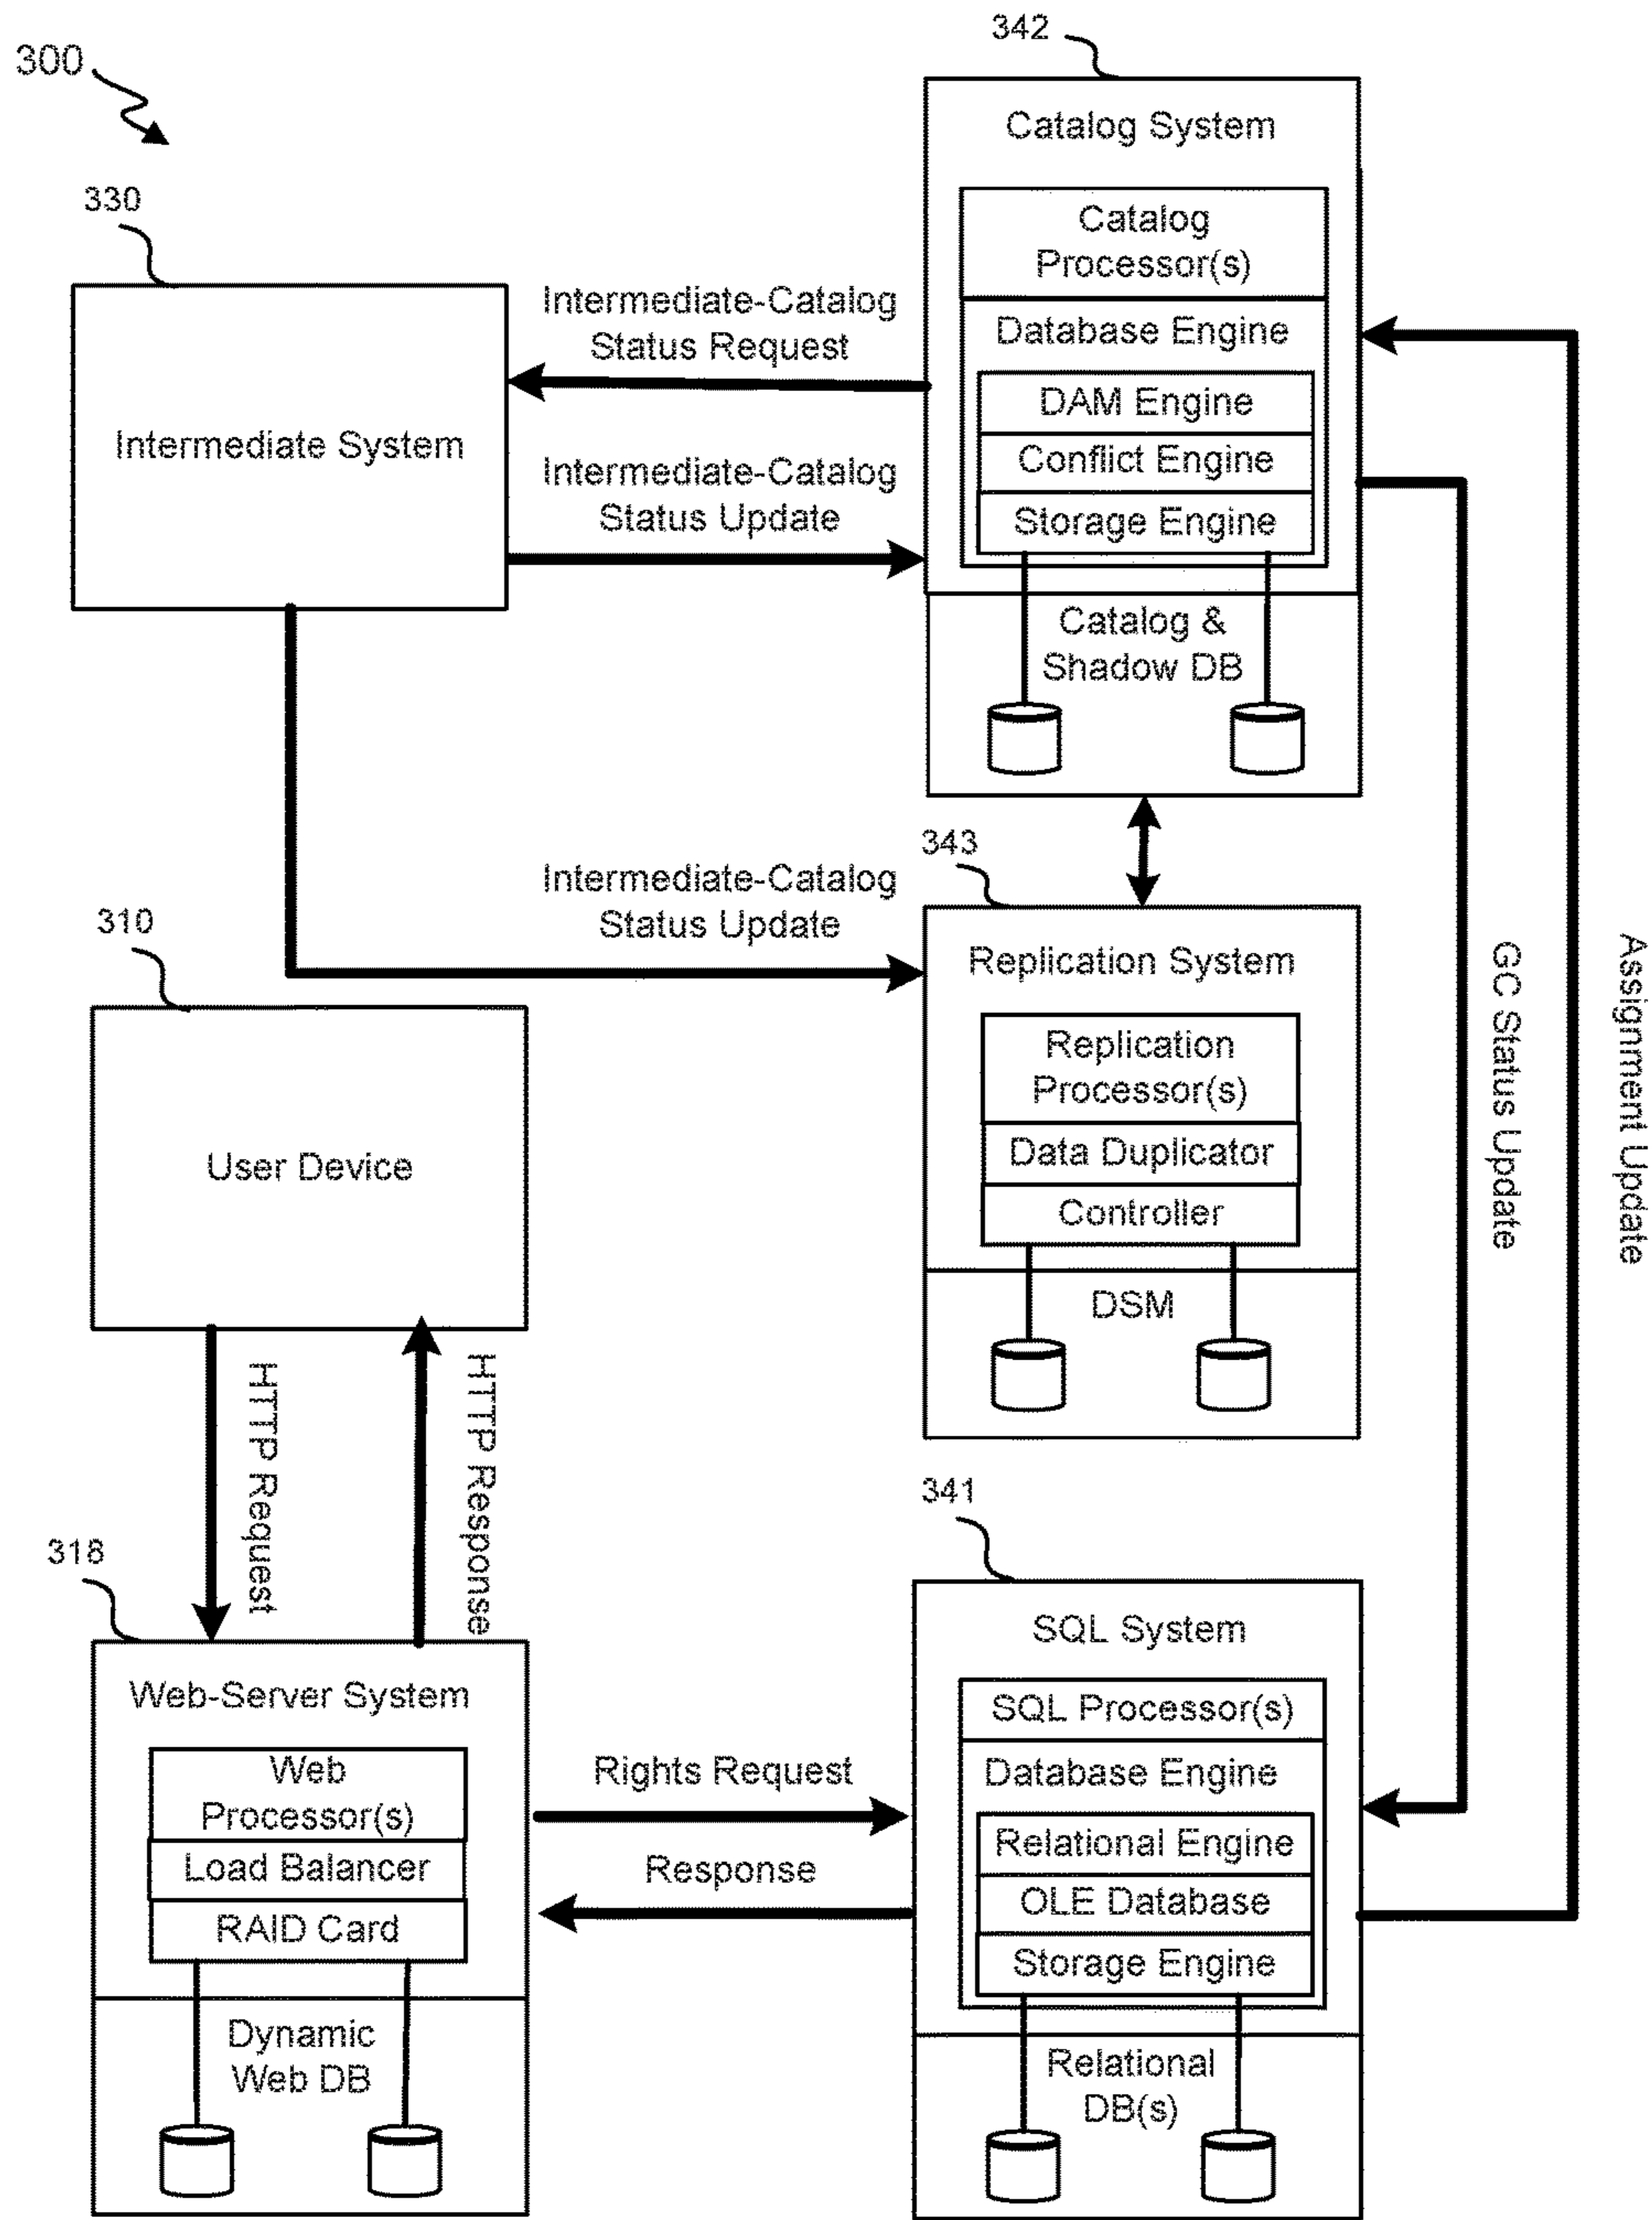 300
342
Catalog System
Catalog
Processor(s)
Database Engine
DAM Engine
Conflict Engine
Storage Engine
Catalog &
Shadow DB
330
Intermediate System
Intermediate-Catalog
Status Request
Intermediate-Catalog
Status Update
Intermediate-Catalog
Status Update
343
Replication System
Replication
Processor(s)
Data Duplicator
Controller
DSM
GC Status Update
Assignment Update
310
User Device
HTTP Request
HTTP Response
318
Web-Server System
Web
Processor(s)
Load Balancer
RAID Card
Dynamic
Web DB
Rights Request
Response
341
SQL System
SQL Processor(s)
Database Engine
Relational Engine
OLE Database
Storage Engine
Relational
DB(s)